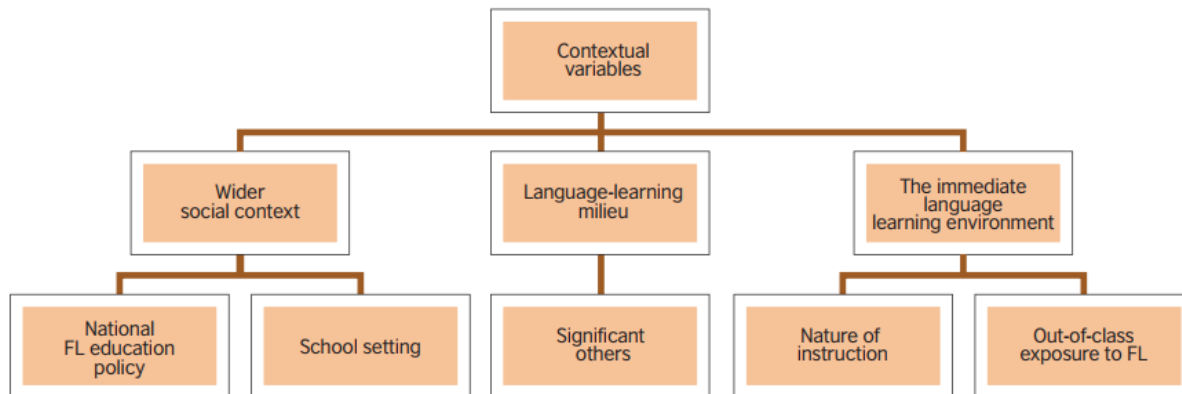 Contextual
variables
Wider
social context
Language-learning
milieu
The immediate
language
learning environment
National
FL education
policy
School setting
Significant
others
Nature of
instruction
Out-of-class
exposure to FL